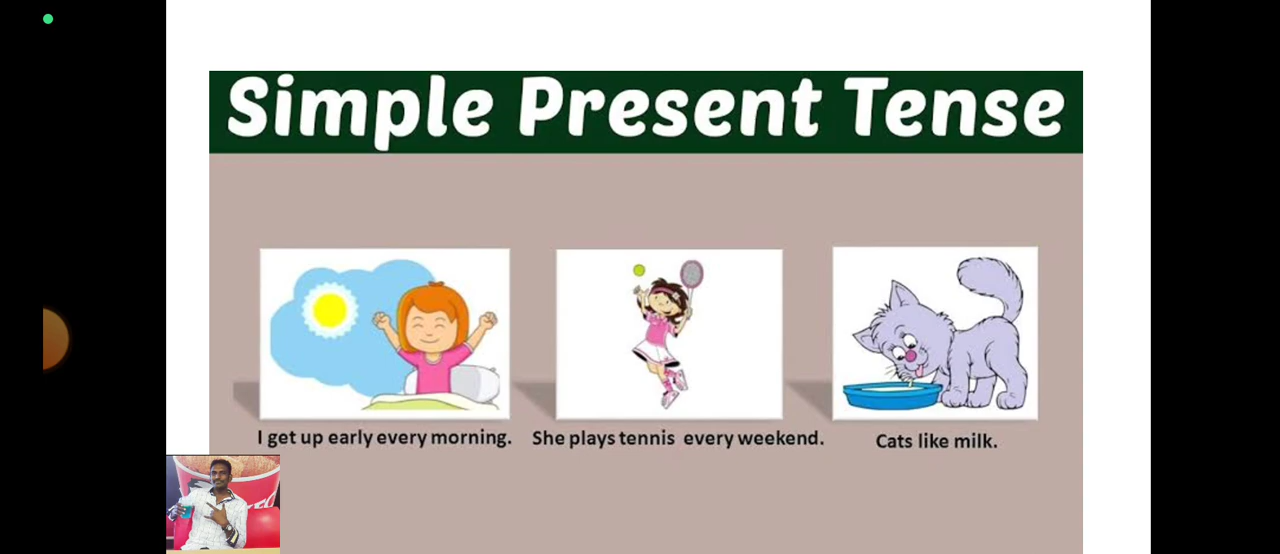 Simple Present Tense
I get up early every morning. She plays tennis every weekend. Cats like milk.